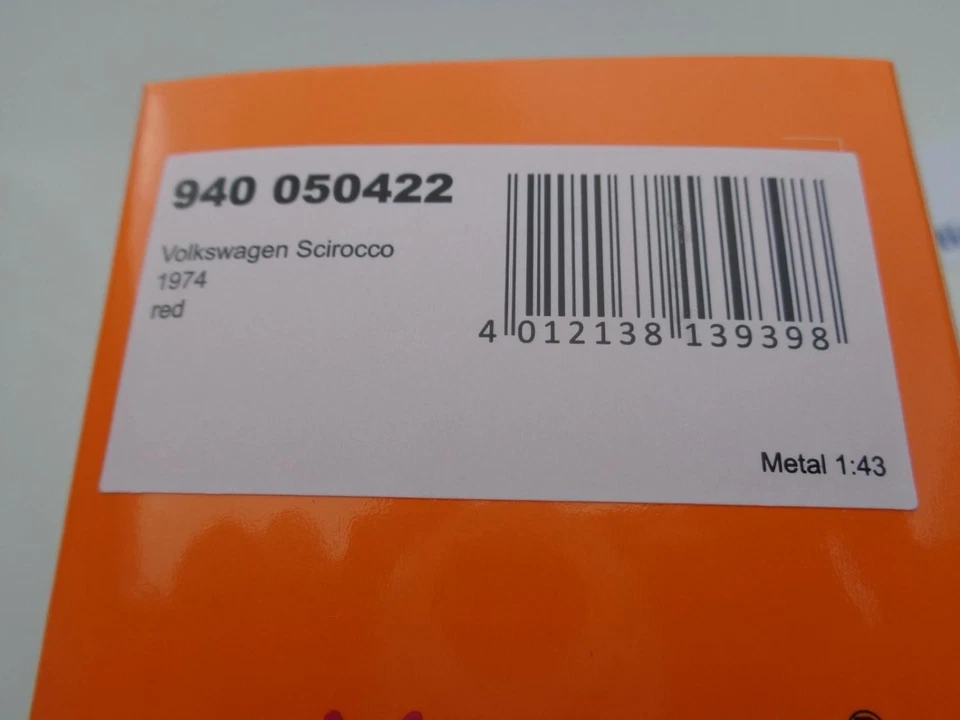 940 050422
Volkswagen Scirocco
1974
red
4 012138 139398
Metal 1:43